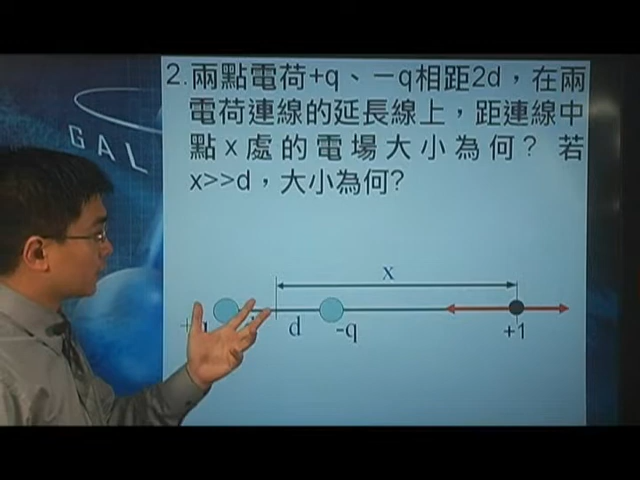 2.兩點電荷+q、－q相距2d，在兩
電荷連線的延長線上，距連線中
點x處的電場大小為何？若
x>>d，大小為何?
GAL
x
d
-q
+1